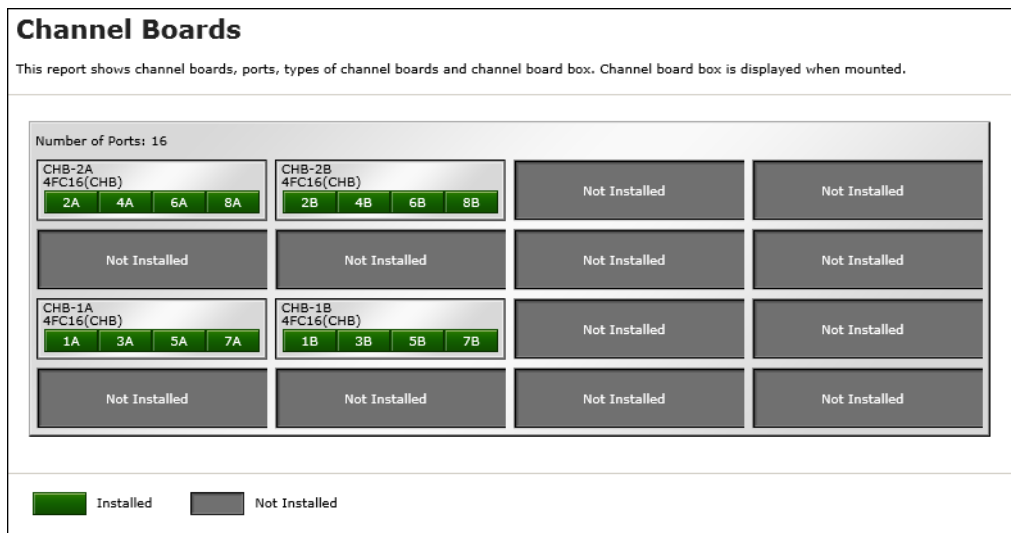 Channel Boards
This report shows channel boards, ports, types of channel boards and channel board box. Channel board box is displayed when mounted.
Number of Ports: 16
CHB-2A
4FC16(CHB)
2A 4A 6A 8A
CHB-2B
4FC16(CHB)
2B 4B 6B 8B
Not Installed
Not Installed
Not Installed
Not Installed
Not Installed
Not Installed
CHB-1A
4FC16(CHB)
1A 3A 5A 7A
CHB-1B
4FC16(CHB)
1B 3B 5B 7B
Not Installed
Not Installed
Not Installed
Not Installed
Not Installed
Not Installed
Installed
Not Installed